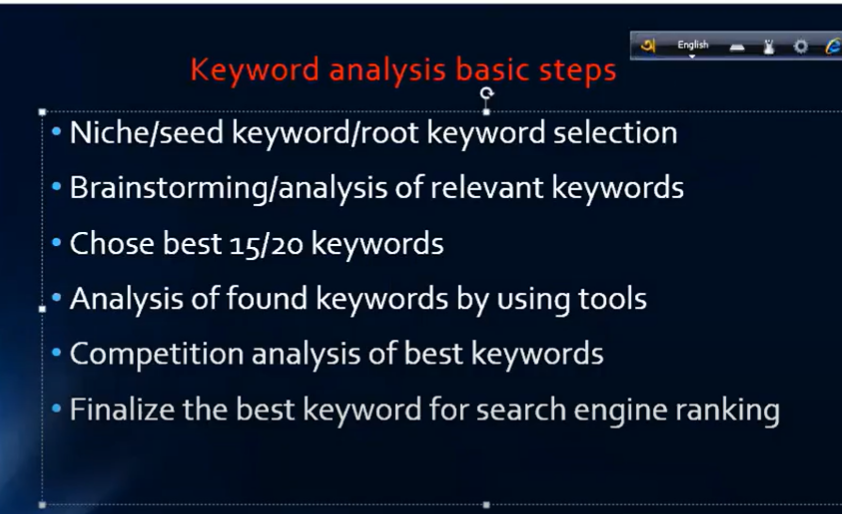 English
Keyword analysis basic steps
• Niche/seed keyword/root keyword selection
• Brainstorming/analysis of relevant keywords
• Chose best 15/20 keywords
• Analysis of found keywords by using tools
• Competition analysis of best keywords
• Finalize the best keyword for search engine ranking